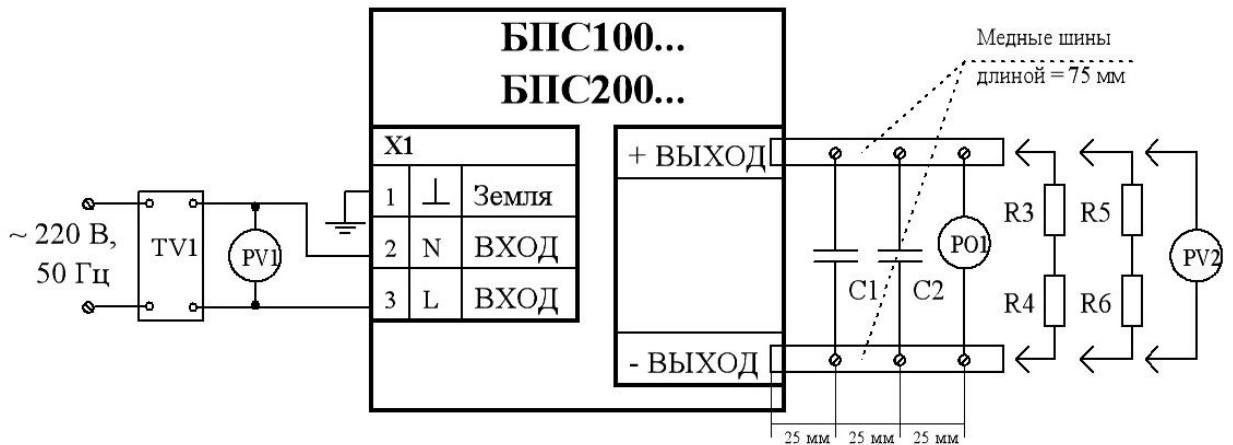 БПС100...
БПС200...
Медные шины
длиной = 75 мм
X1
1 ⊥ Земля
2 N ВХОД
3 L ВХОД
~ 220 В,
50 Гц
TV1
PV1
+ ВЫХОД
- ВЫХОД
C1
C2
PO1
R3
R4
R5
R6
PV2
25 мм 25 мм 25 мм